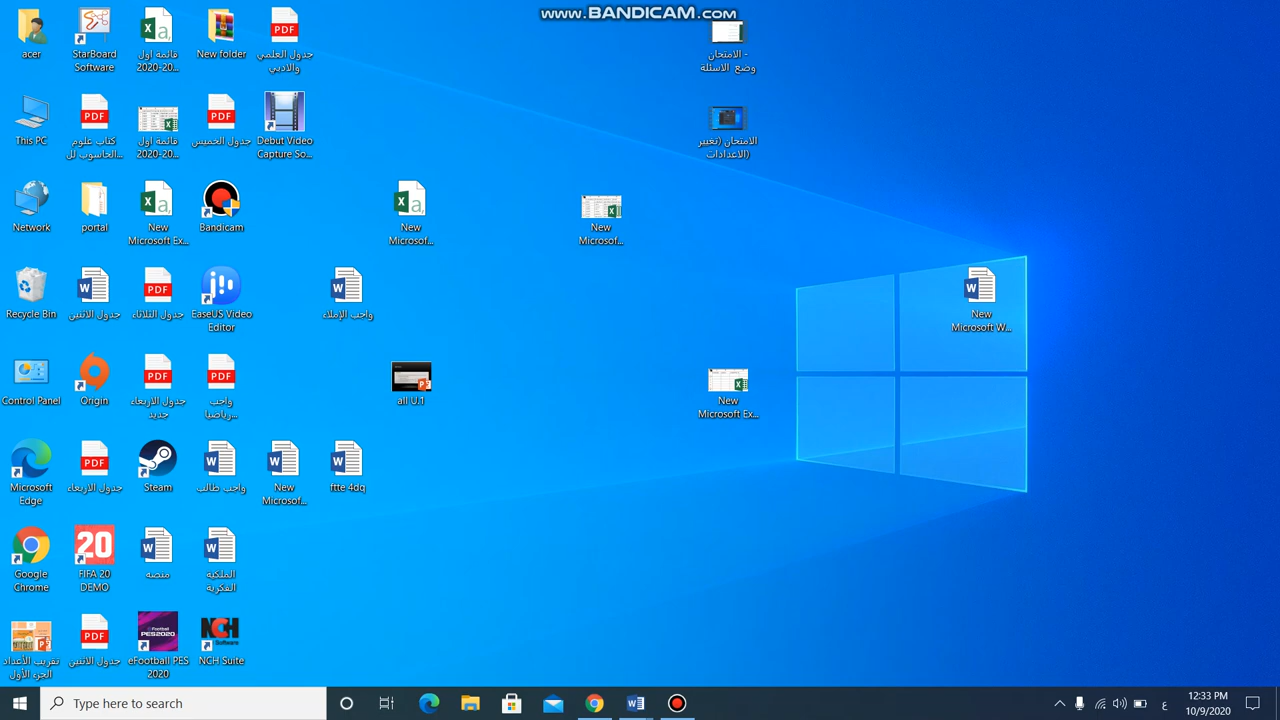 www.BANDICAM.com
acer
StarBoard
Software
قائمة اول
2020-20...
New folder
جدول العلمي
والادبي
الامتحان -
وضع الاسئلة
This PC
كتاب علوم
الحاسوب لل...
قائمة اول
2020-20...
جدول الخميس
Debut Video
Capture So...
الامتحان (تغيير
الاعدادات)
Network
portal
New
Microsoft Ex...
Bandicam
New
Microsof...
New
Microsof...
Recycle Bin
جدول الاثنين
جدول الثلاثاء
EaseUS Video
Editor
واجب الإملاء
New
Microsoft W...
Control Panel
Origin
جدول الاربعاء
جديد
واجب
رياضيا...
all U.1
New
Microsoft Ex...
Microsoft
Edge
جدول الاربعاء
Steam
واجب طالب
New
Microsof...
ftte 4dq
Google
Chrome
20
FIFA 20
DEMO
منصه
الملكية
الفكرية
تقريب الأعداد
الجزء الأول
جدول الاثنين
eFootball PES
2020
NCH Suite
Type here to search
ع
12:33 PM
10/9/2020